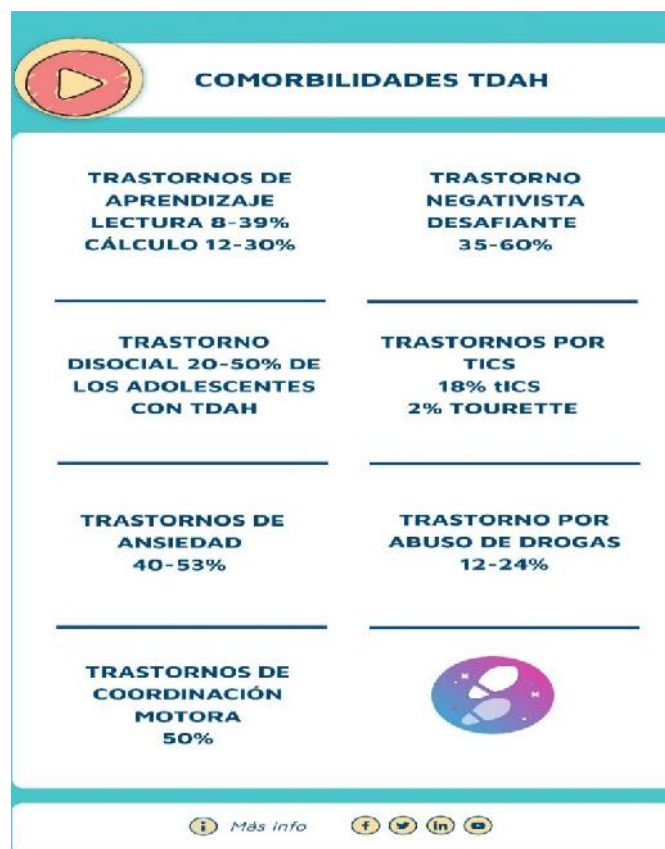 COMORBILIDADES TDAH
TRASTORNOS DE
APRENDIZAJE
LECTURA 8-39%
CÁLCULO 12-30%
TRASTORNO
NEGATIVISTA
DESAFIANTE
35-60%
TRASTORNO
DISOCIAL 20-50% DE
LOS ADOLESCENTES
CON TDAH
TRASTORNOS POR
TICS
18% tICS
2% TOURETTE
TRASTORNOS DE
ANSIEDAD
40-53%
TRASTORNO POR
ABUSO DE DROGAS
12-24%
TRASTORNOS DE
COORDINACIÓN
MOTORA
50%
Más info